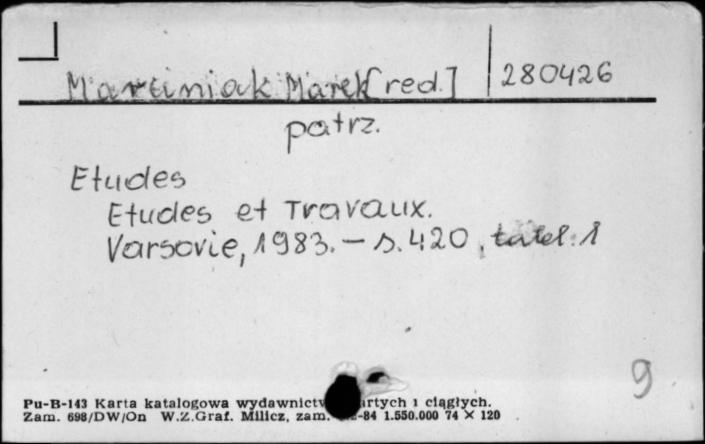 Marciniak Marek [red.] 280426
patrz.
Etudes
Etudes et Travaux.
Varsovie, 1983. – s. 420, tabl. 1
9
Pu-B-143 Karta katalogowa wydawnictw ciągłych.
Zam. 698/DW/On W.Z.Graf. Milicz, zam. -84 1.550.000 74 × 120